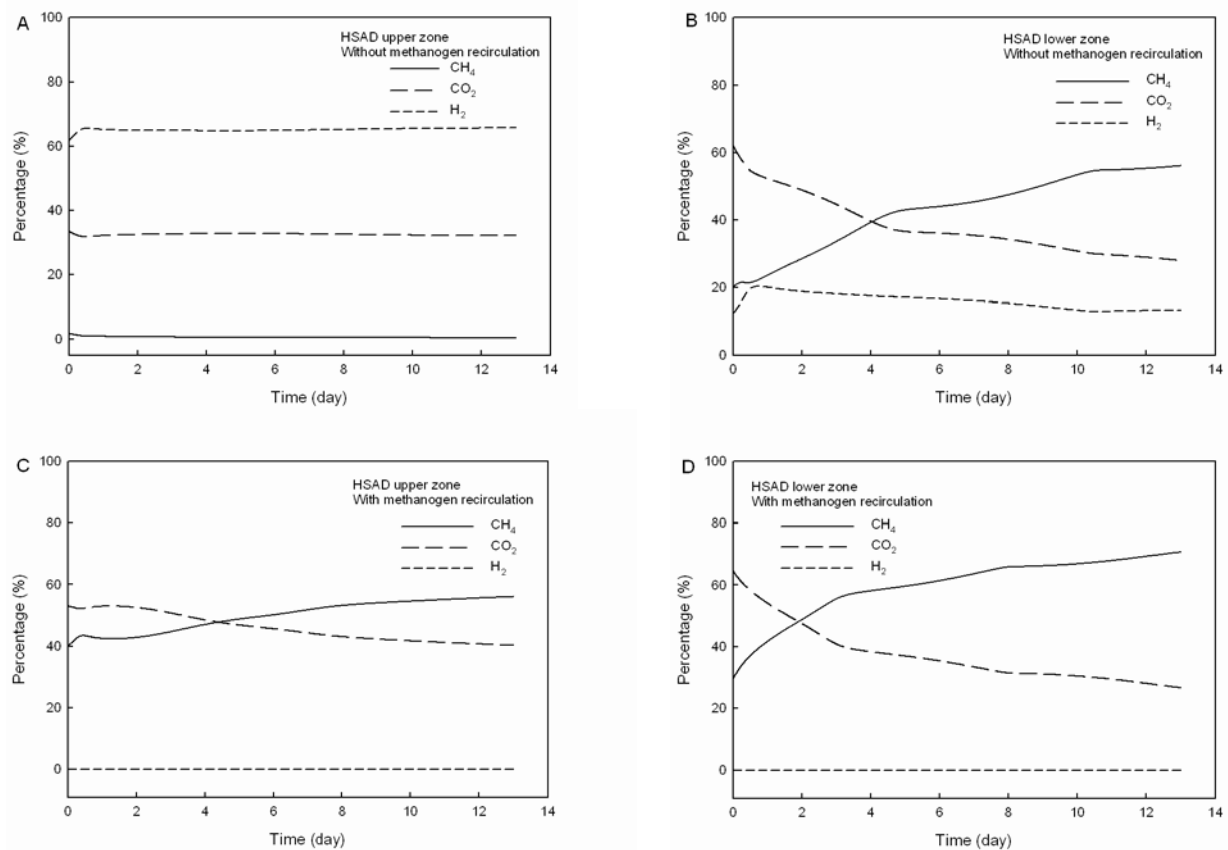 A
HSAD upper zone
Without methanogen recirculation
CH4
CO2
H2
100
80
60
40
20
0
Percentage (%)
0 2 4 6 8 10 12 14
Time (day)
B
HSAD lower zone
Without methanogen recirculation
CH4
CO2
H2
100
80
60
40
20
0
Percentage (%)
0 2 4 6 8 10 12 14
Time (day)
C
HSAD upper zone
With methanogen recirculation
CH4
CO2
H2
100
80
60
40
20
0
Percentage (%)
0 2 4 6 8 10 12 14
Time (day)
D
HSAD lower zone
With methanogen recirculation
CH4
CO2
H2
100
80
60
40
20
0
Percentage (%)
0 2 4 6 8 10 12 14
Time (day)